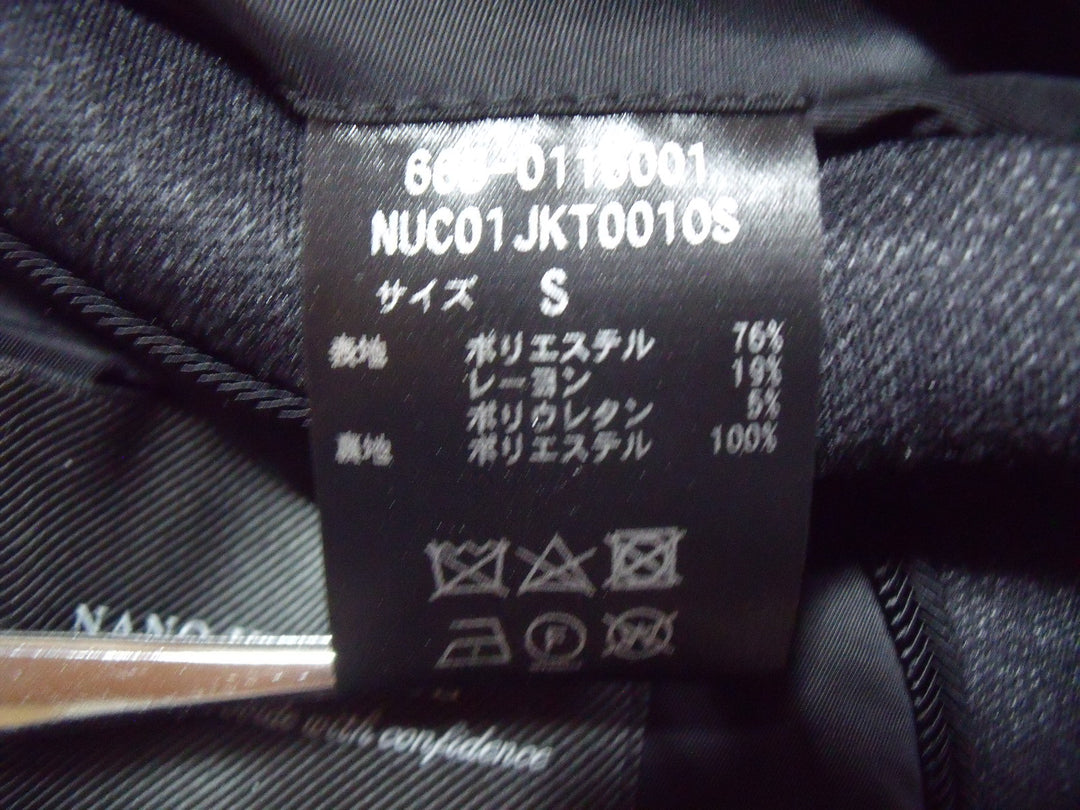 NUC01JKT0010S
サイズ S
表地 ポリエステル 76%
レーヨン 19%
ポリウレタン 5%
裏地 ポリエステル 100%
F
W
NANO
with confidence